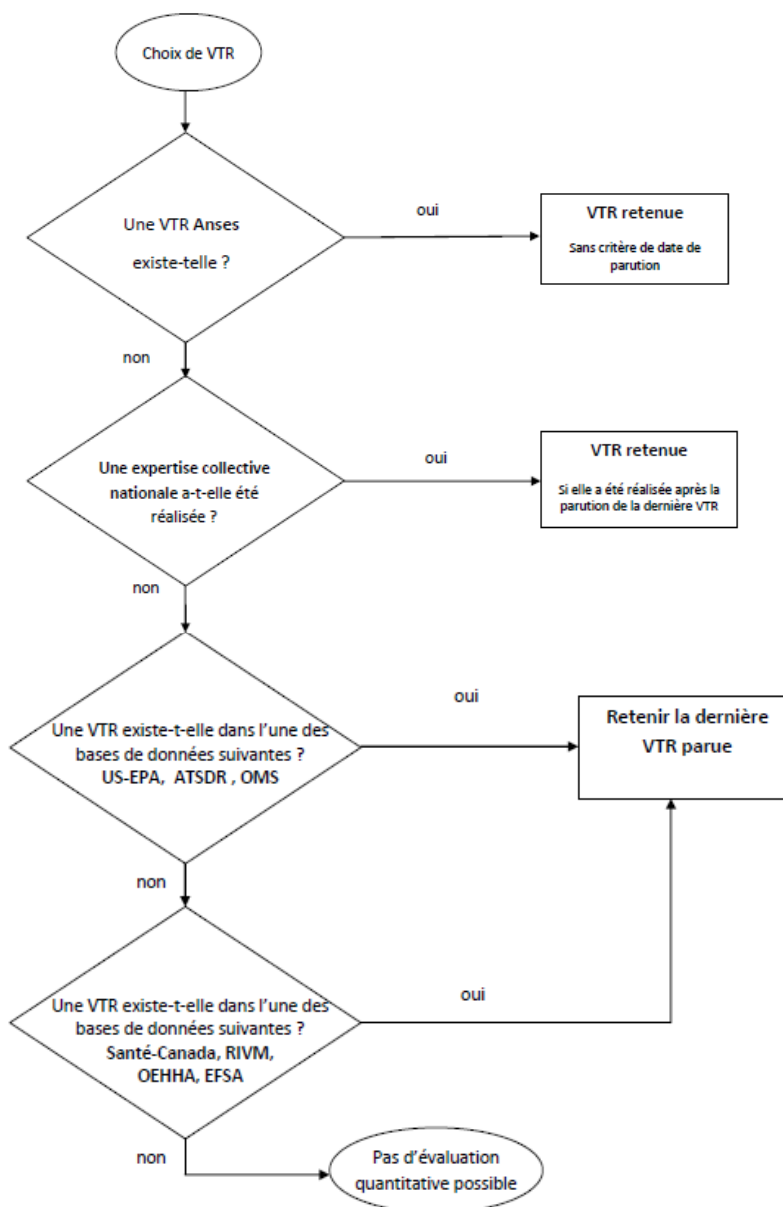 Choix de VTR
Une VTR Anses
existe-telle ?
oui
VTR retenue
Sans critère de date de
parution
non
Une expertise collective
nationale a-t-elle été
réalisée ?
oui
VTR retenue
Si elle a été réalisée après la
parution de la dernière VTR
non
Une VTR existe-t-elle dans l'une des
bases de données suivantes ?
US-EPA, ATSDR , OMS
oui
Retenir la dernière
VTR parue
non
Une VTR existe-t-elle dans l'une des
bases de données suivantes ?
Santé-Canada, RIVM,
OEHHA, EFSA
oui
non
Pas d'évaluation
quantitative possible